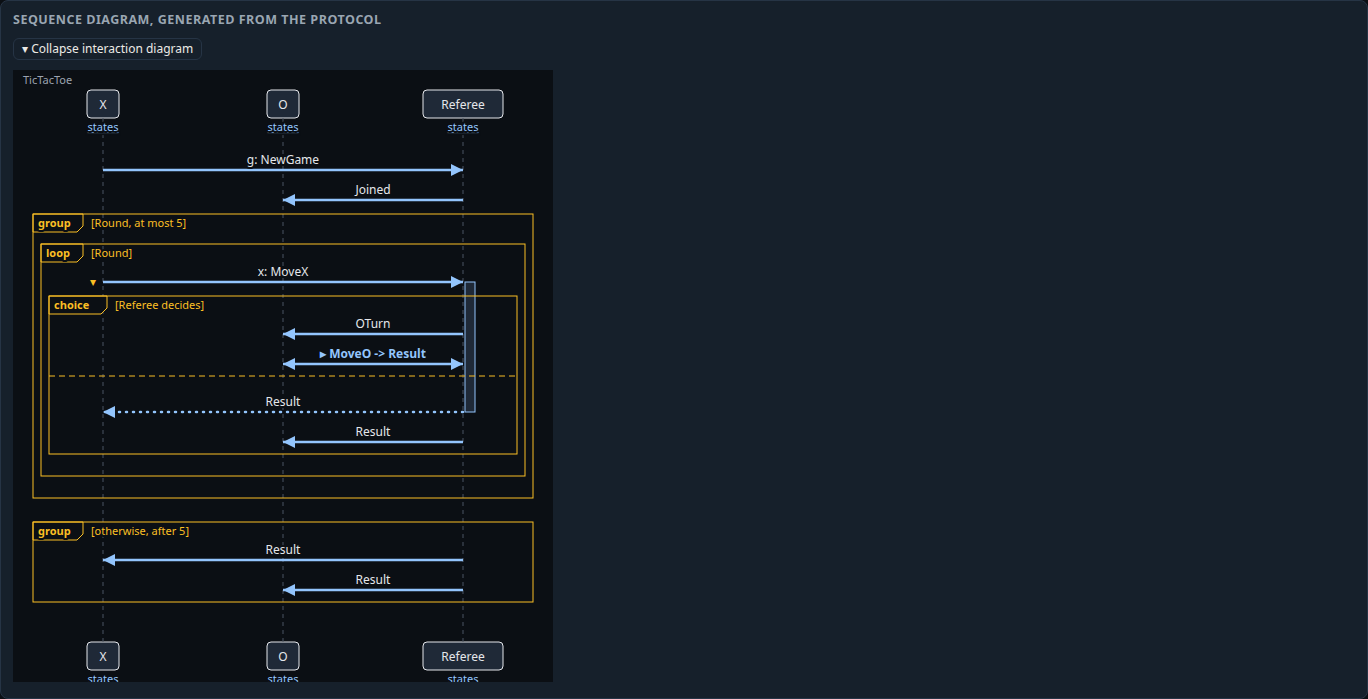 SEQUENCE DIAGRAM, GENERATED FROM THE PROTOCOL
▾ Collapse interaction diagram
TicTacToe
X O Referee
states states states
g: NewGame
Joined
group [Round, at most 5]
loop [Round]
▾ x: MoveX
choice [Referee decides]
OTurn
▸ MoveO -> Result
Result
Result
group [otherwise, after 5]
Result
Result
X O Referee
states states states